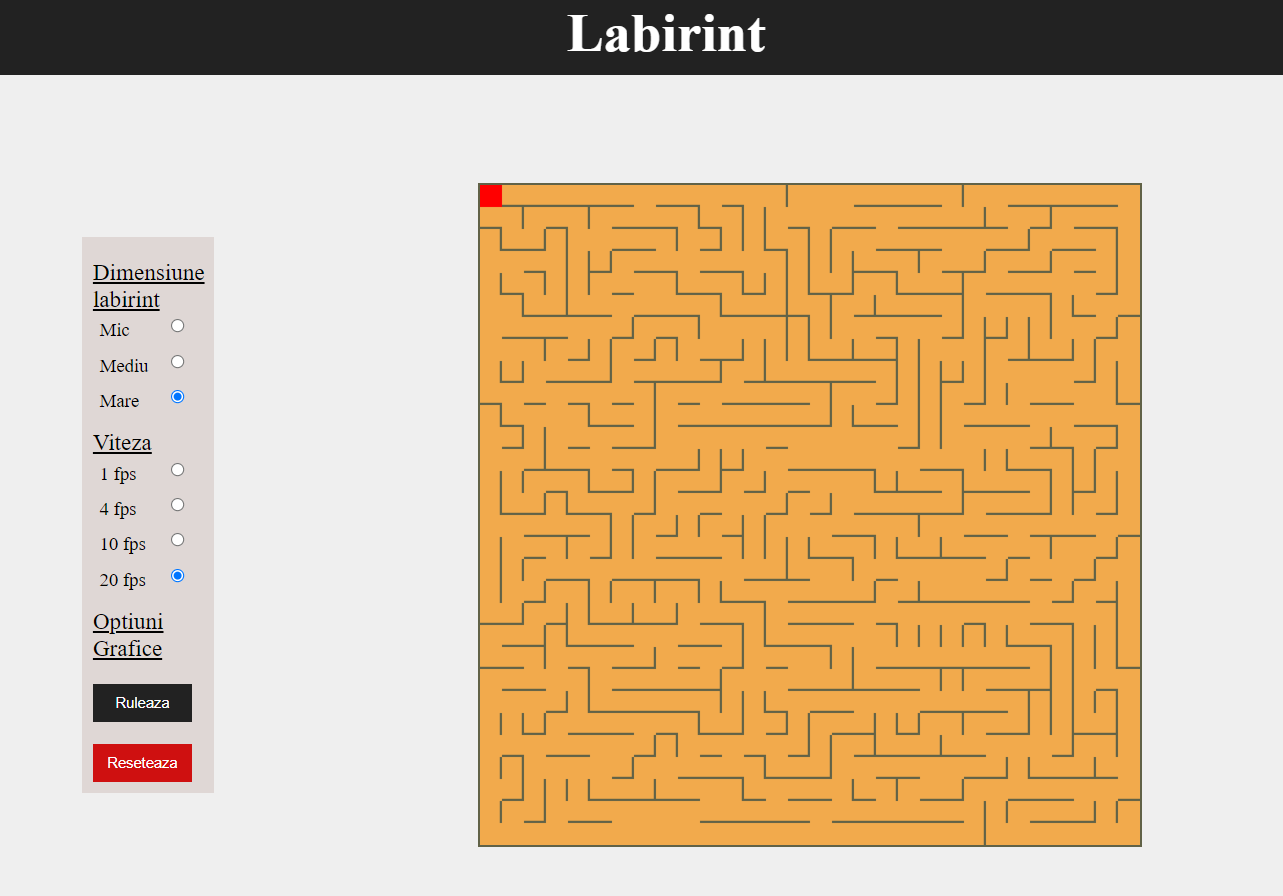 Labirint
Dimensiune
labirint
Mic
Mediu
Mare
Viteza
1 fps
4 fps
10 fps
20 fps
Optiuni
Grafice
Ruleaza
Reseteaza